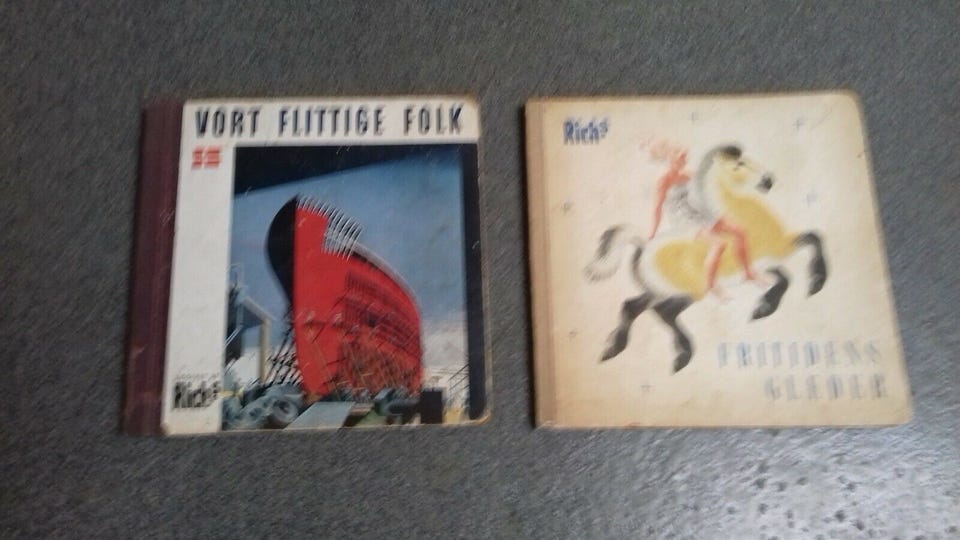 VORT FLITTIGE FOLK
Rich's
Rich's
FRITIDENS
GLÆDER